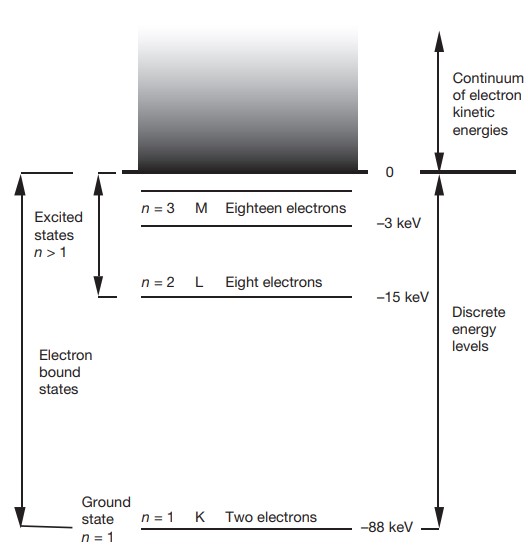 Continuum
of electron
kinetic
energies
0
Excited
states
n > 1
n = 3 M Eighteen electrons
–3 keV
n = 2 L Eight electrons
–15 keV
Discrete
energy
levels
Electron
bound
states
Ground
state
n = 1
n = 1 K Two electrons
–88 keV